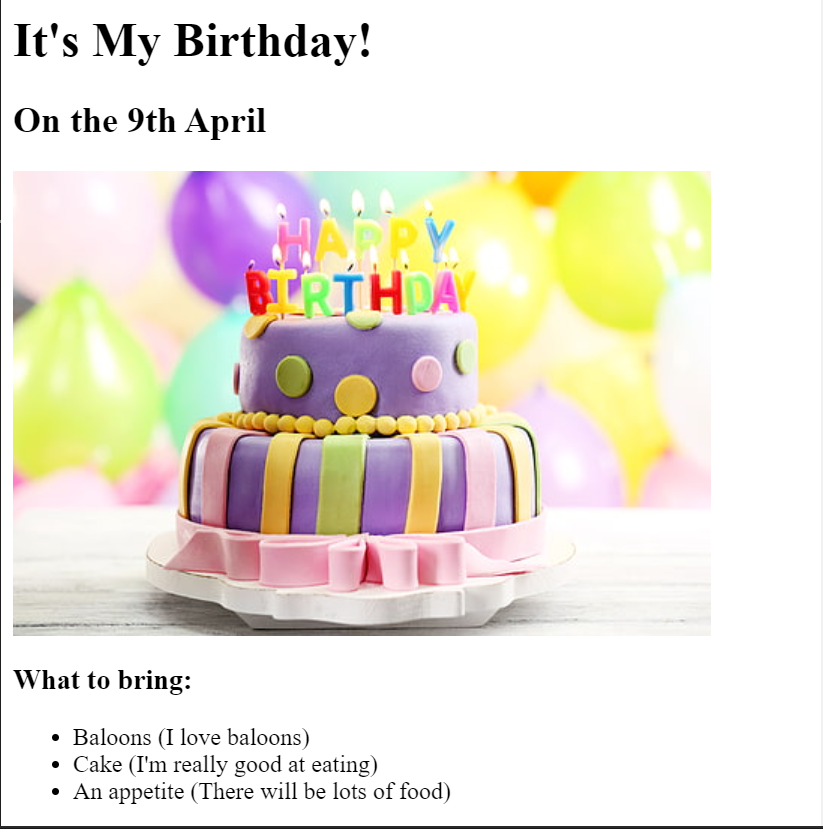 It's My Birthday!
On the 9th April
HAPPY
BIRTHDAY
What to bring:
Baloons (I love baloons)
Cake (I'm really good at eating)
An appetite (There will be lots of food)